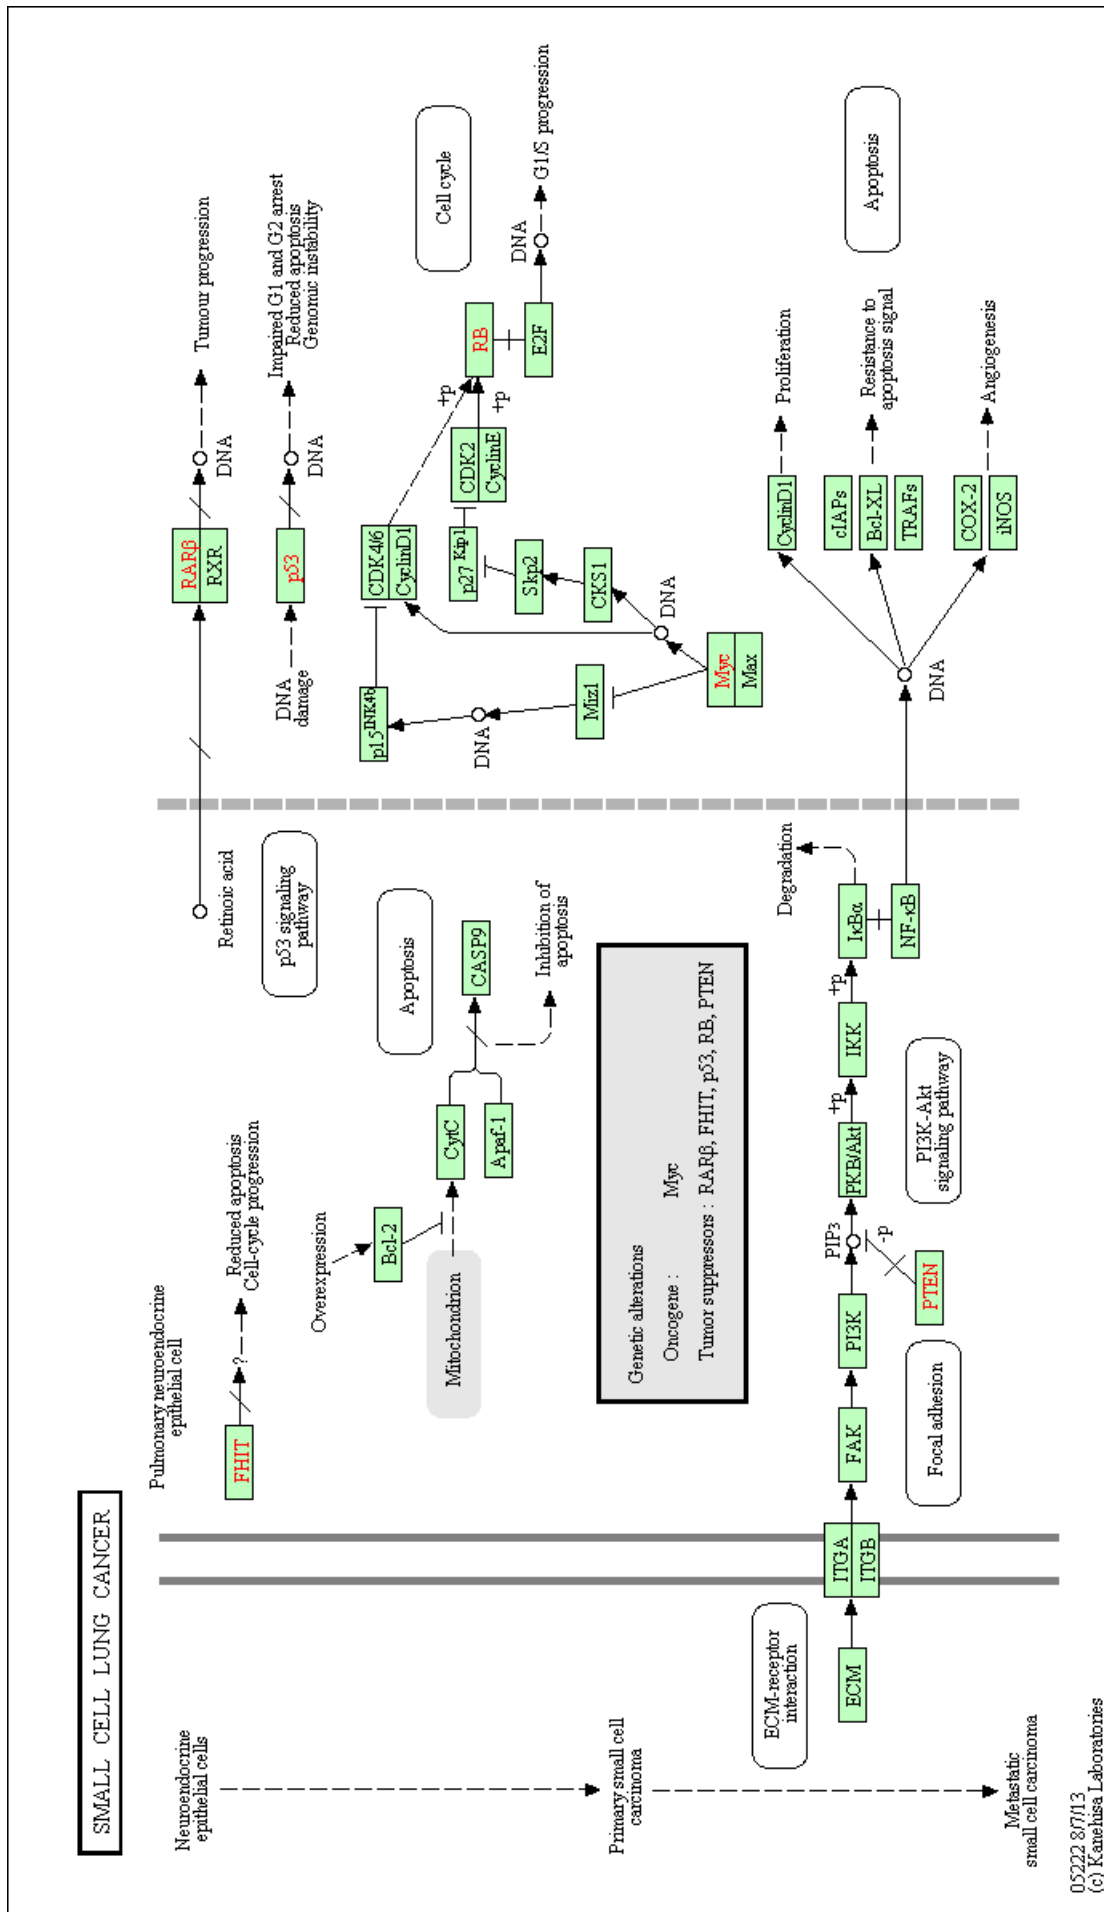 SMALL CELL LUNG CANCER
Neuroendocrine
epithelial cells
Primary small cell
carcinoma
Metastatic
small cell carcinoma
05222 8/7/13
(c) Kanehisa Laboratories
Pulmonary neuroendocrine
epithelial cell
FHIT
?
Reduced apoptosis
Cell-cycle progression
Retinoic acid
RARβ
RXR
DNA
Tumour progression
p53 signaling
pathway
DNA
damage
p53
DNA
Impaired G1 and G2 arrest
Reduced apoptosis
Genomic instability
Overexpression
Bcl-2
Mitochondrion
CytC
Apaf-1
CASP9
Apoptosis
Inhibition of
apoptosis
p15INK4b
CDK4/6
CyclinD1
+p
DNA
Miz1
Myc
Max
DNA
CKS1
Skp2
p27Kip1
CDK2
CyclinE
+p
RB
E2F
DNA
G1/S progression
Cell cycle
Genetic alterations
Oncogene : Myc
Tumor suppressors : RARβ, FHIT, p53, RB, PTEN
ECM-receptor
interaction
ECM
ITGA
ITGB
FAK
PI3K
PIP3
-p
PTEN
PKB/Akt
+p
IKK
+p
IκBα
NF-κB
Degradation
Focal adhesion
PI3K-Akt
signaling pathway
DNA
CyclinD1
Proliferation
cIAPs
Bcl-XL
TRAFs
Resistance to
apoptosis signal
COX-2
iNOS
Angiogenesis
Apoptosis